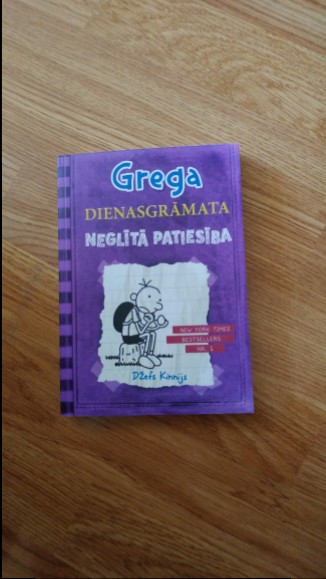 Grega
DIENASGRĀMATA
NEGLĪTĀ PATIESĪBA
NEW YORK TIMES
BESTSELLERS
NR. 1
Džefs Kinnijs